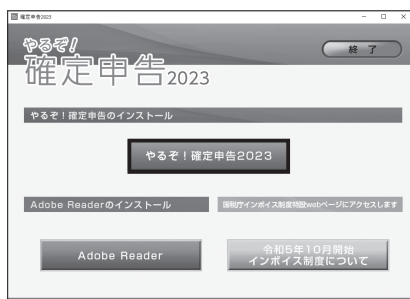 確定申告2023
やるぞ!
終 了
確定申告2023
やるぞ!確定申告のインストール
やるぞ!確定申告2023
Adobe Readerのインストール
国税庁インボイス制度特設webページにアクセスします
Adobe Reader
令和5年10月開始
インボイス制度について